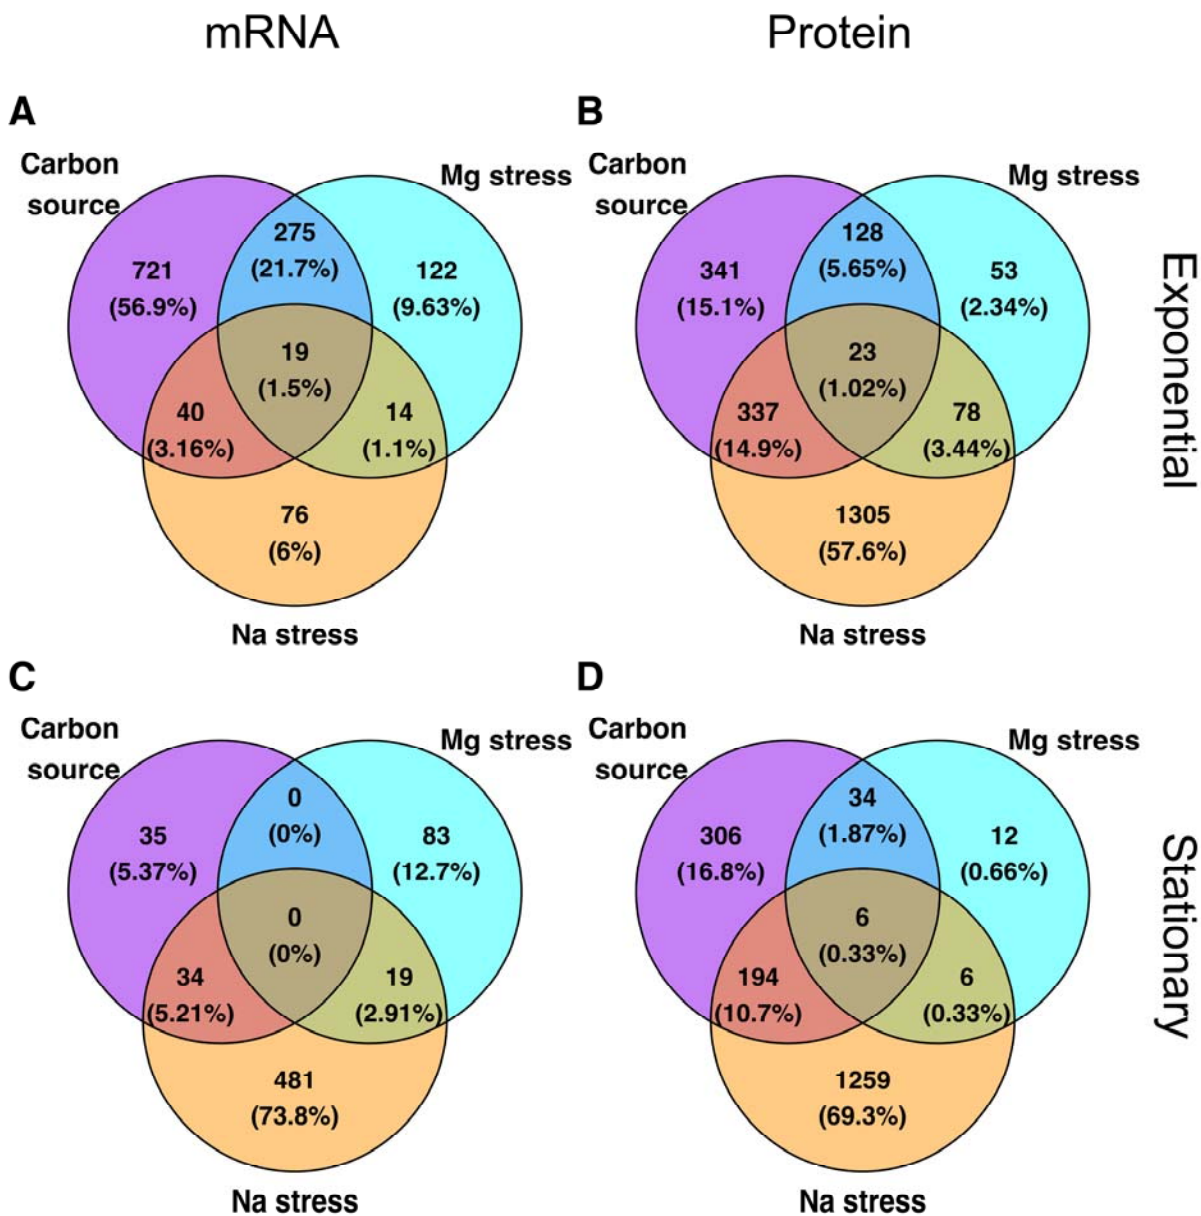 mRNA
Protein
A
Carbon
source
Mg stress
275
(21.7%)
721
(56.9%)
122
(9.63%)
19
(1.5%)
40
(3.16%)
14
(1.1%)
76
(6%)
Na stress
B
Carbon
source
Mg stress
128
(5.65%)
341
(15.1%)
53
(2.34%)
23
(1.02%)
337
(14.9%)
78
(3.44%)
1305
(57.6%)
Na stress
Exponential
C
Carbon
source
Mg stress
0
(0%)
35
(5.37%)
83
(12.7%)
0
(0%)
34
(5.21%)
19
(2.91%)
481
(73.8%)
Na stress
D
Carbon
source
Mg stress
34
(1.87%)
306
(16.8%)
12
(0.66%)
6
(0.33%)
194
(10.7%)
6
(0.33%)
1259
(69.3%)
Na stress
Stationary